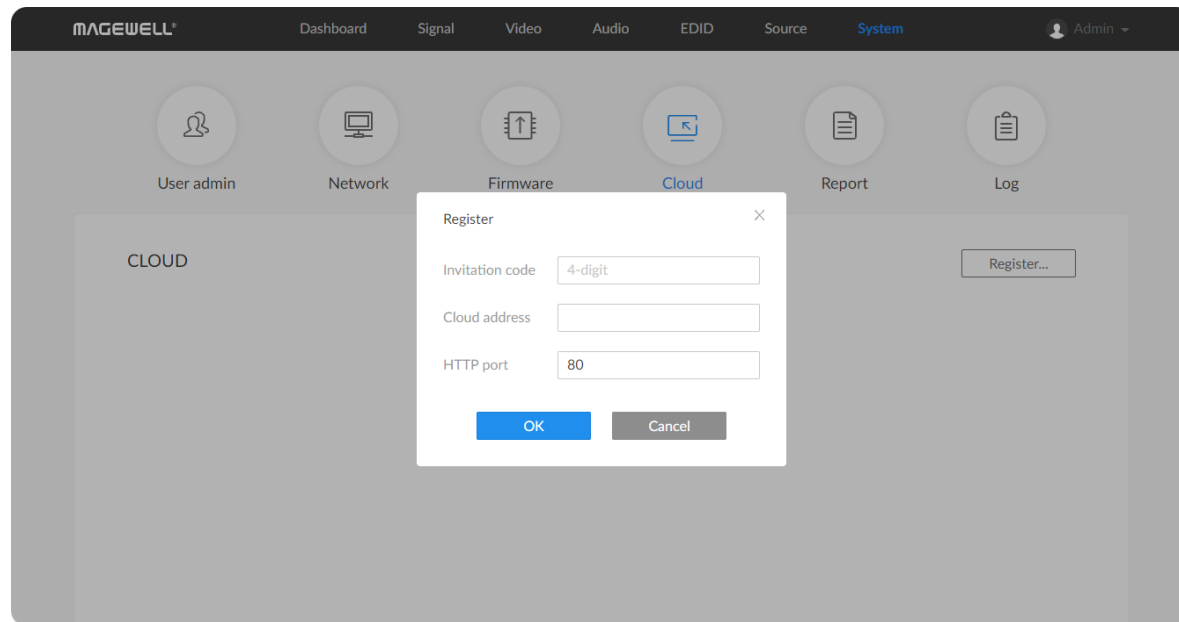 MAGEWELL® Dashboard Signal Video Audio EDID Source System Admin
User admin Network Firmware Cloud Report Log
Register
CLOUD
Register...
Invitation code 4-digit
Cloud address
HTTP port 80
OK Cancel